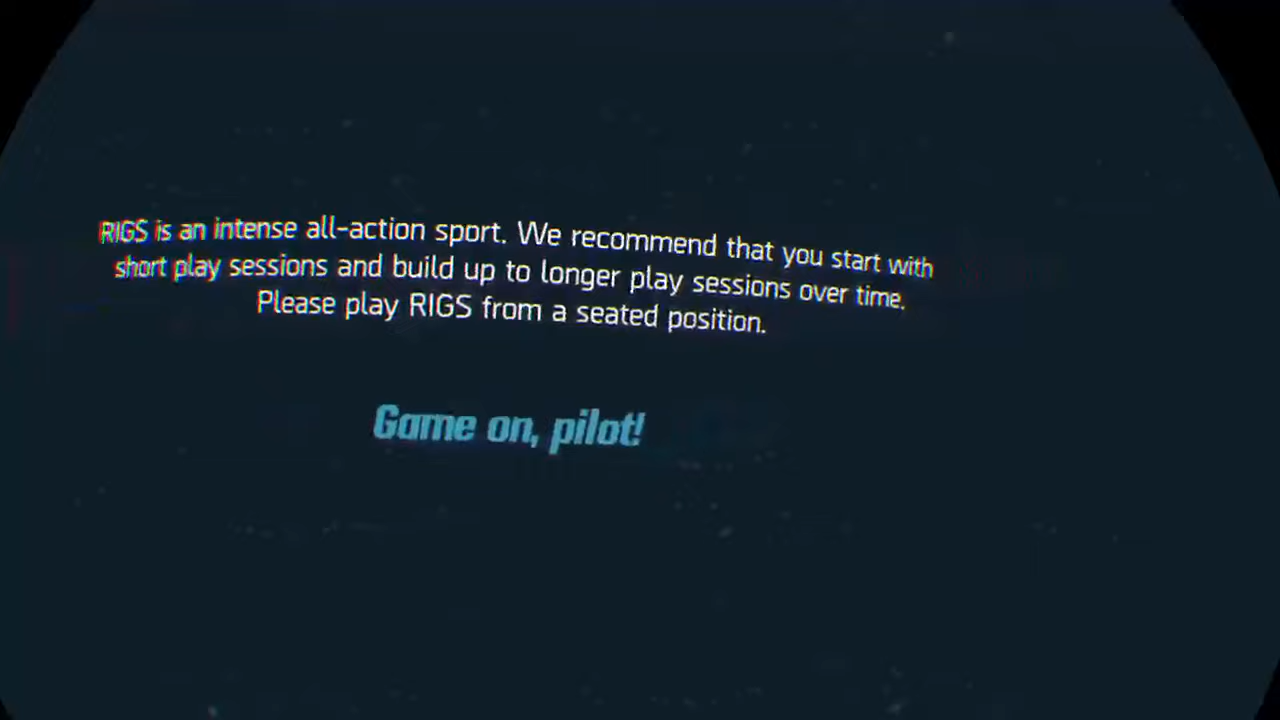 RIGS is an intense all-action sport. We recommend that you start with
short play sessions and build up to longer play sessions over time.
Please play RIGS from a seated position.
Game on, pilot!